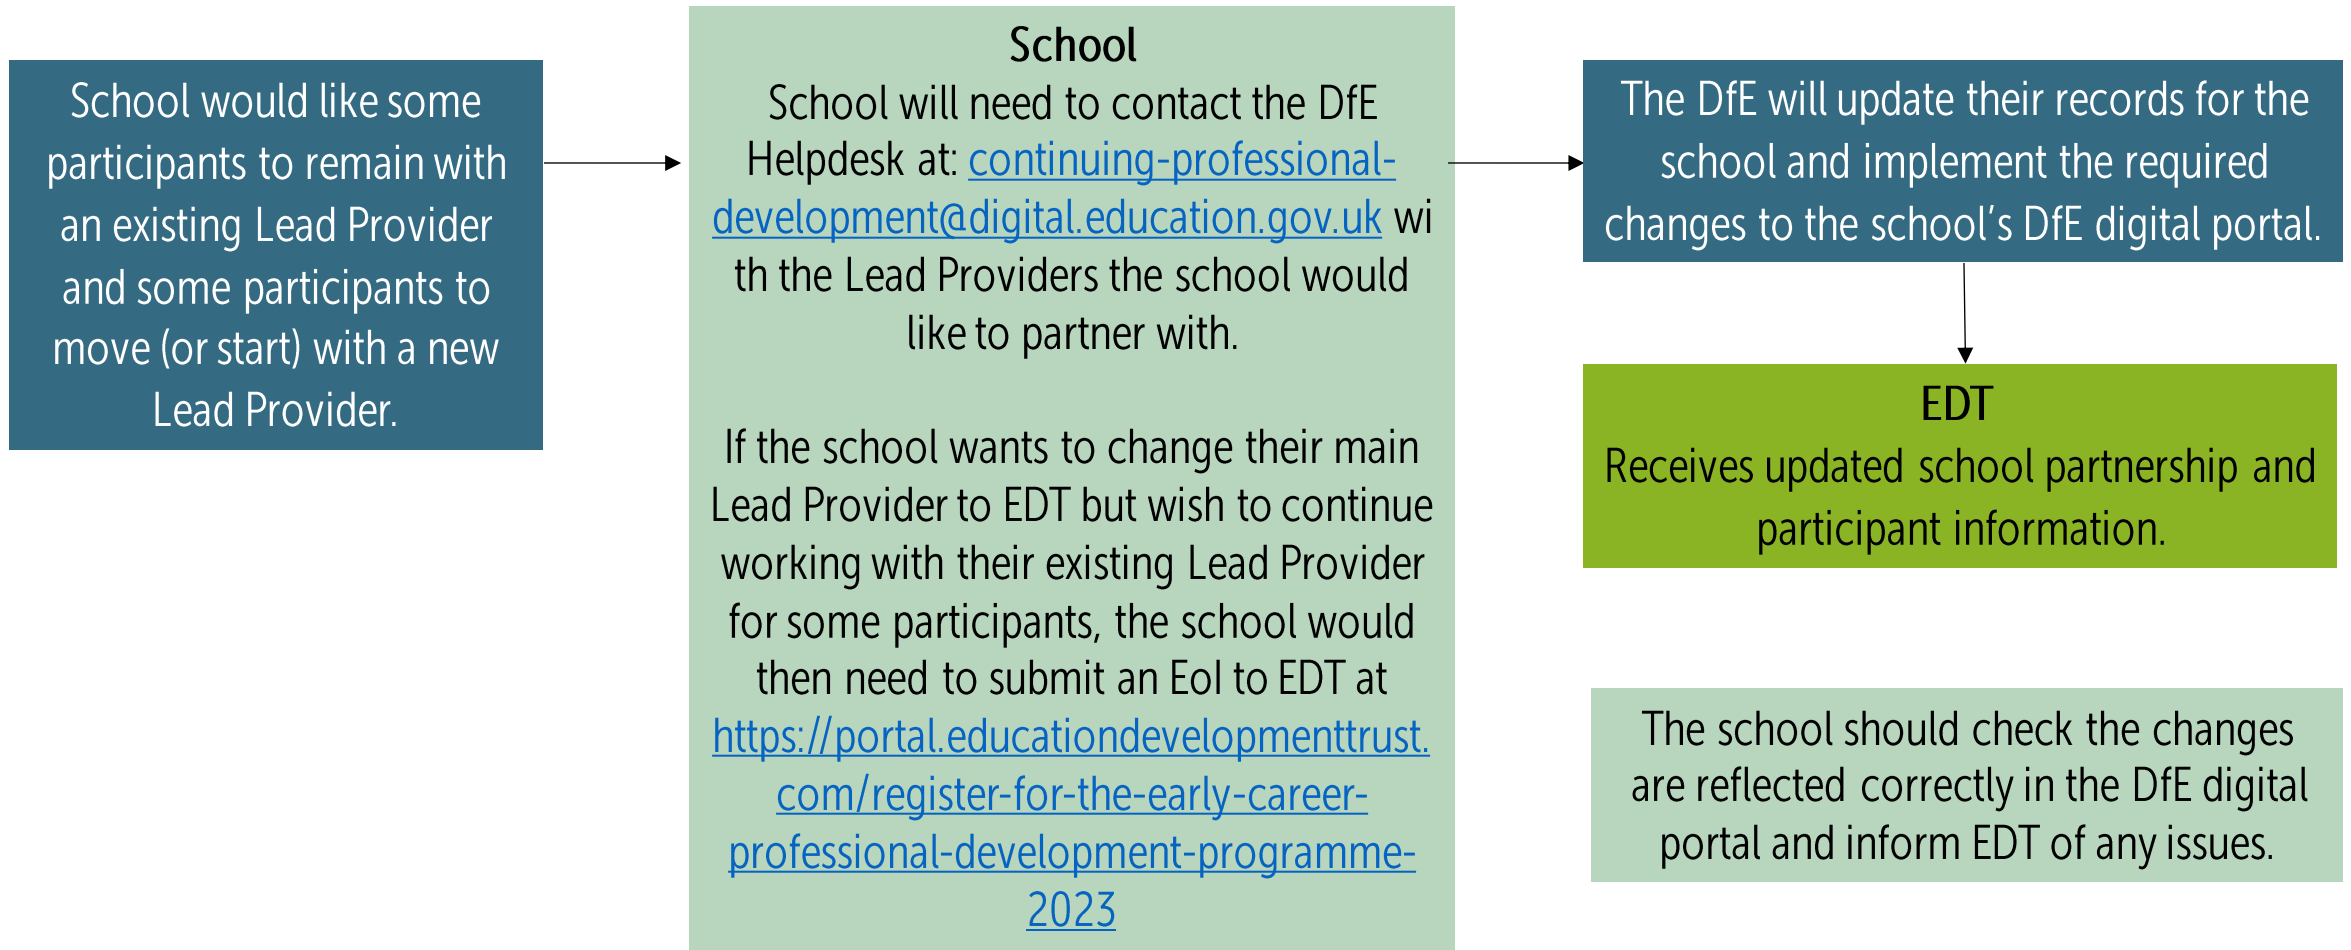 School would like some
participants to remain with
an existing Lead Provider
and some participants to
move (or start) with a new
Lead Provider.
School
School will need to contact the DfE
Helpdesk at: continuing-professional-
development@digital.education.gov.uk wi
th the Lead Providers the school would
like to partner with.
If the school wants to change their main
Lead Provider to EDT but wish to continue
working with their existing Lead Provider
for some participants, the school would
then need to submit an EoI to EDT at
https://portal.educationdevelopmenttrust.
com/register-for-the-early-career-
professional-development-programme-
2023
The DfE will update their records for the
school and implement the required
changes to the school’s DfE digital portal.
EDT
Receives updated school partnership and
participant information.
The school should check the changes
are reflected correctly in the DfE digital
portal and inform EDT of any issues.